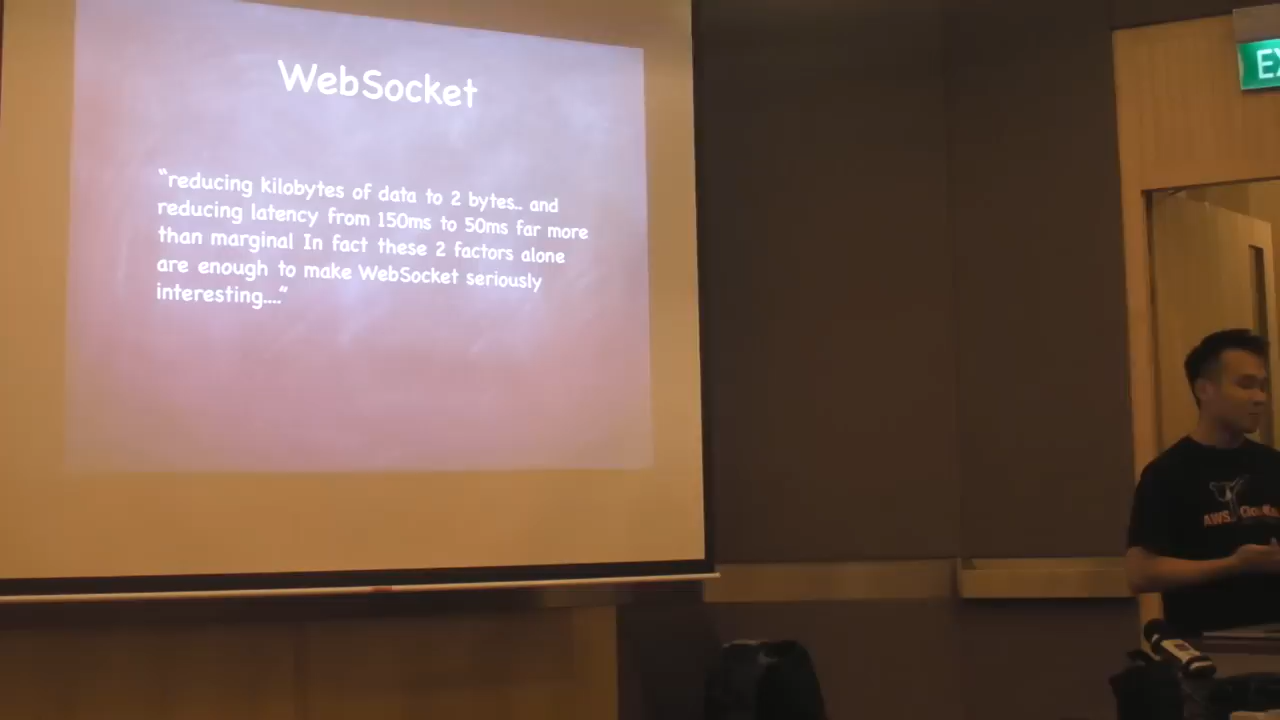 WebSocket
“reducing kilobytes of data to 2 bytes.. and
reducing latency from 150ms to 50ms far more
than marginal In fact these 2 factors alone
are enough to make WebSocket seriously
interesting....”
EX
AWS